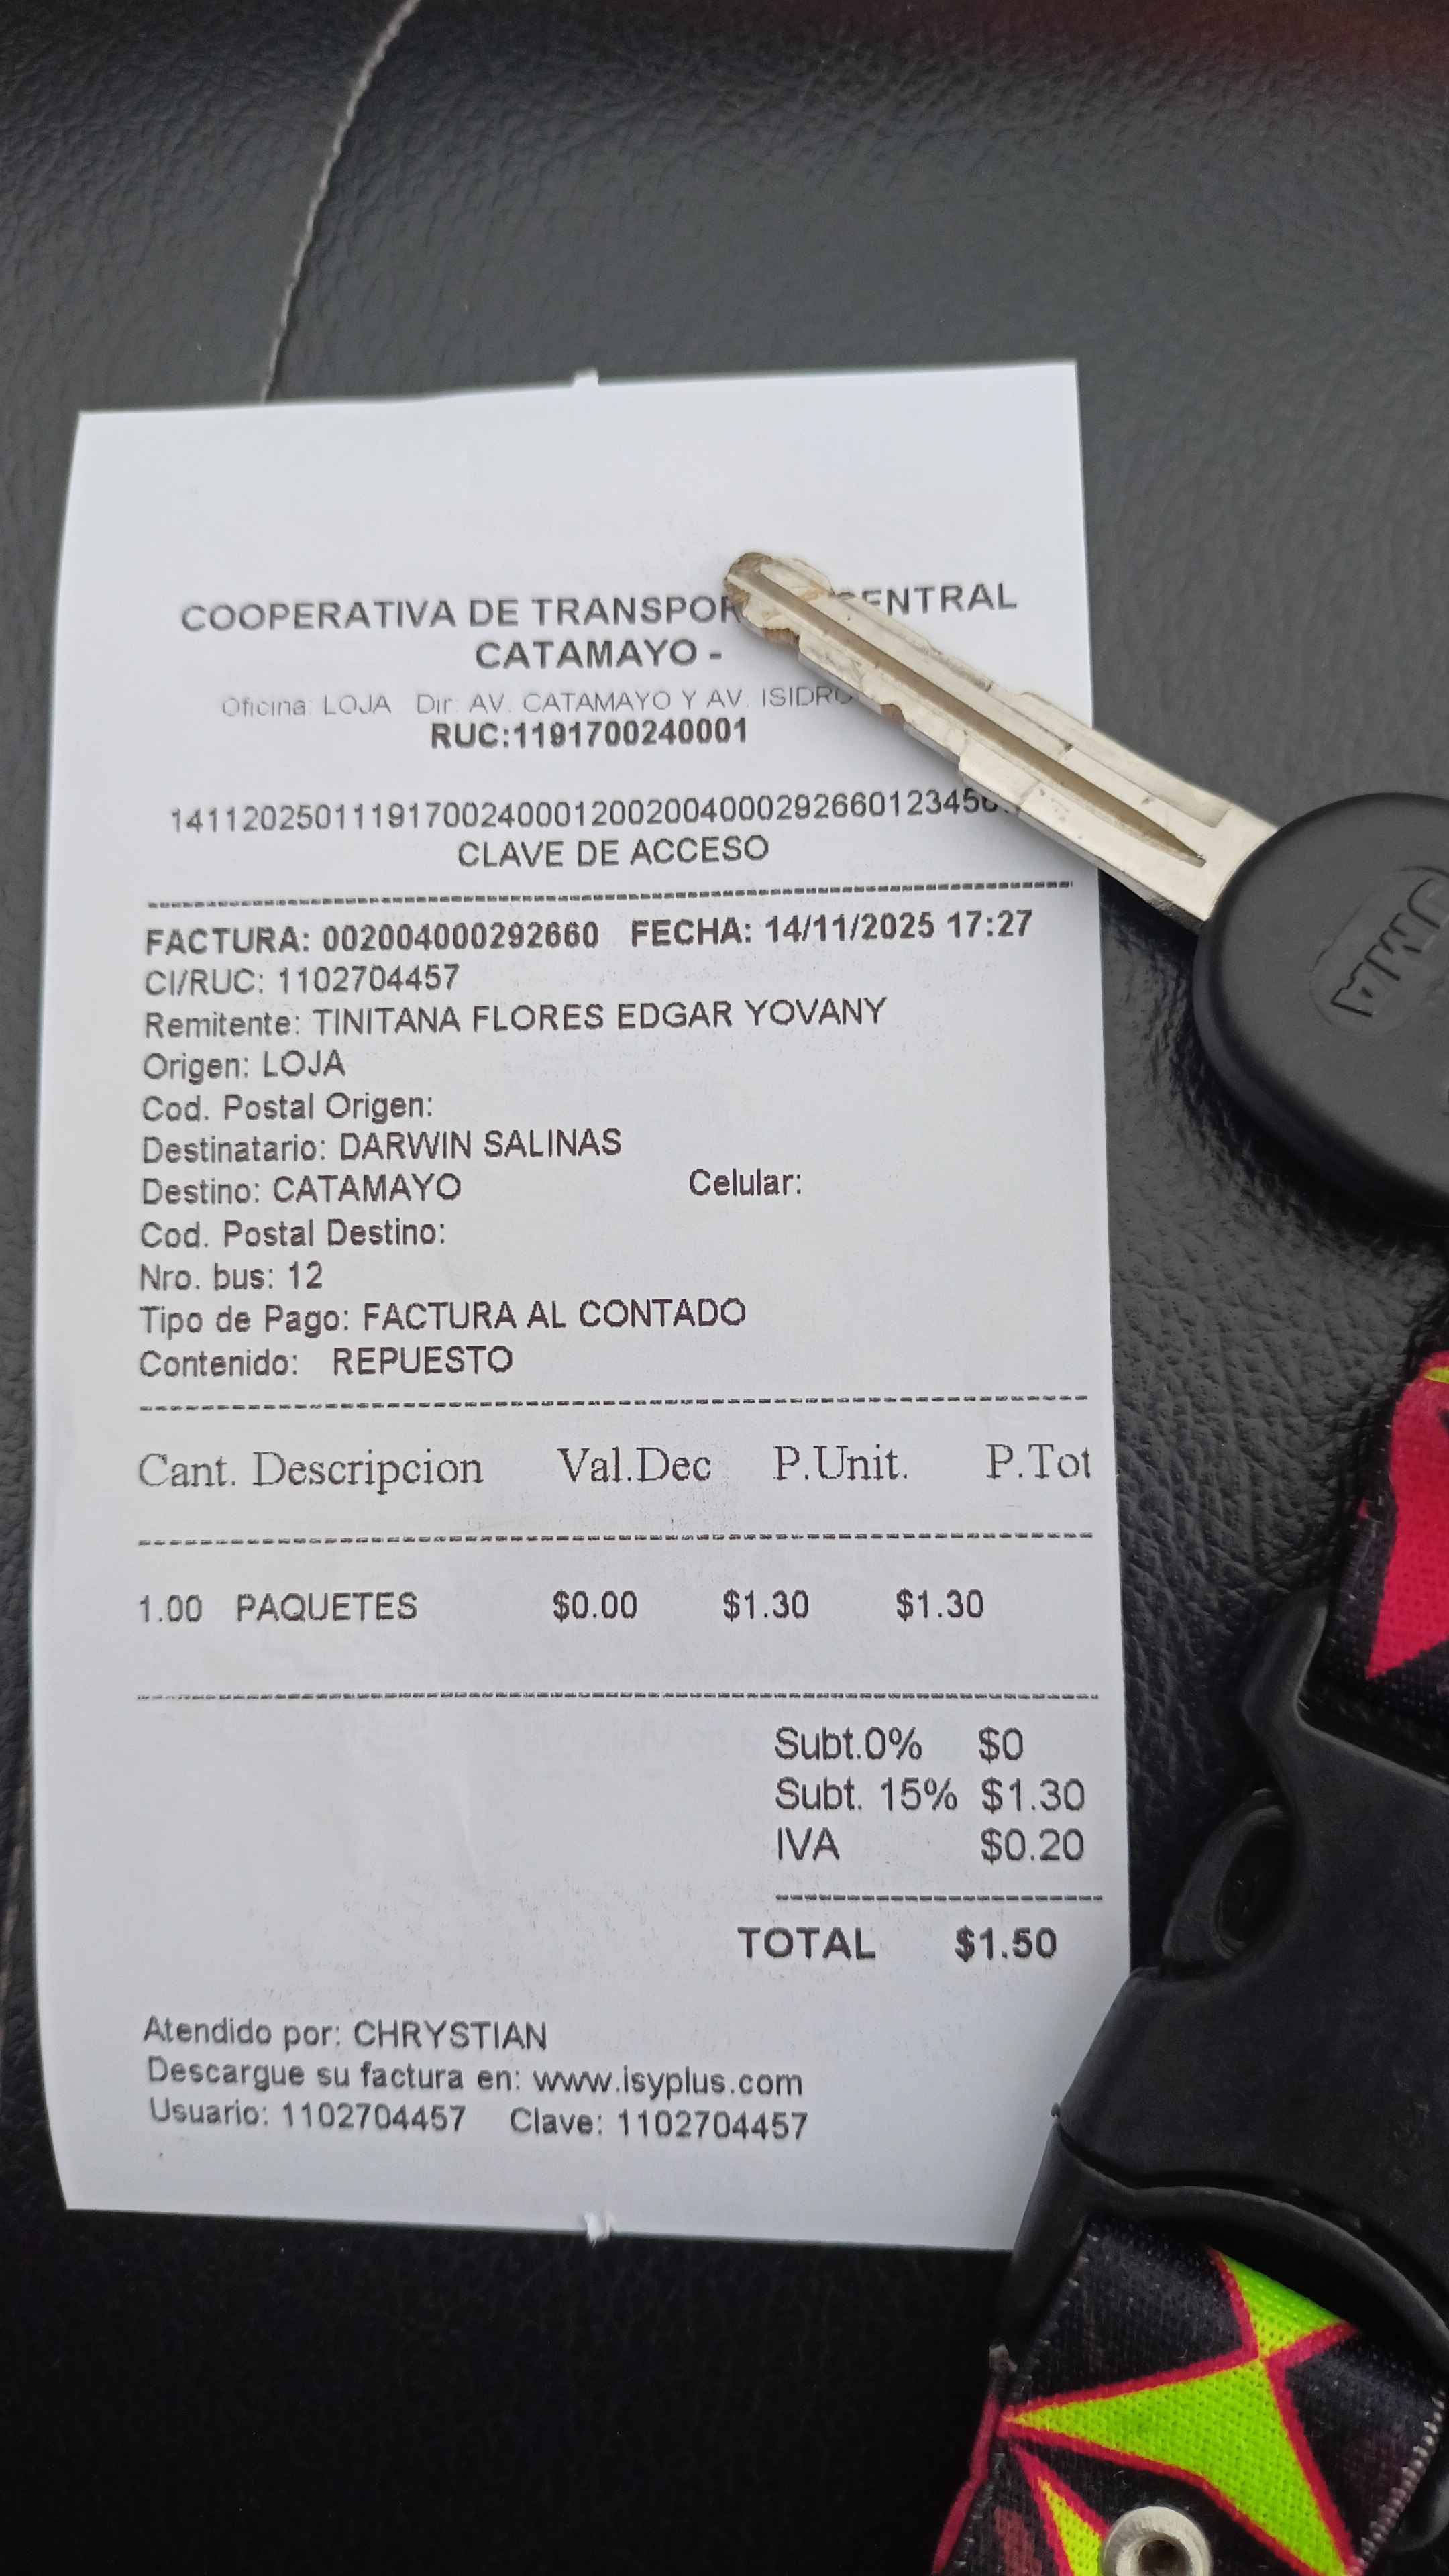 COOPERATIVA DE CENTRAL
CATAMAYO -
Oficina: LOJA Dir: AV. CATAMAYO Y AV. ISIDRO
RUC:1191700240001
CLAVE DE ACCESO
FACTURA: 002004000292660 FECHA: 14/11/2025 17:27
CI/RUC: 1102704457
Remitente: TINITANA FLORES EDGAR YOVANY
Origen: LOJA
Cod. Postal Origen:
Destinatario: DARWIN SALINAS
Destino: CATAMAYO Celular:
Cod. Postal Destino:
Nro. bus: 12
Tipo de Pago: FACTURA AL CONTADO
Contenido: REPUESTO
Cant. Descripcion Val.Dec P.Unit. P.Tot
1.00 PAQUETES $0.00 $1.30 $1.30
Subt.0% $0
Subt. 15% $1.30
IVA $0.20
TOTAL $1.50
Atendido por: CHRYSTIAN
Descargue su factura en: www.isyplus.com
Usuario: 1102704457 Clave: 1102704457